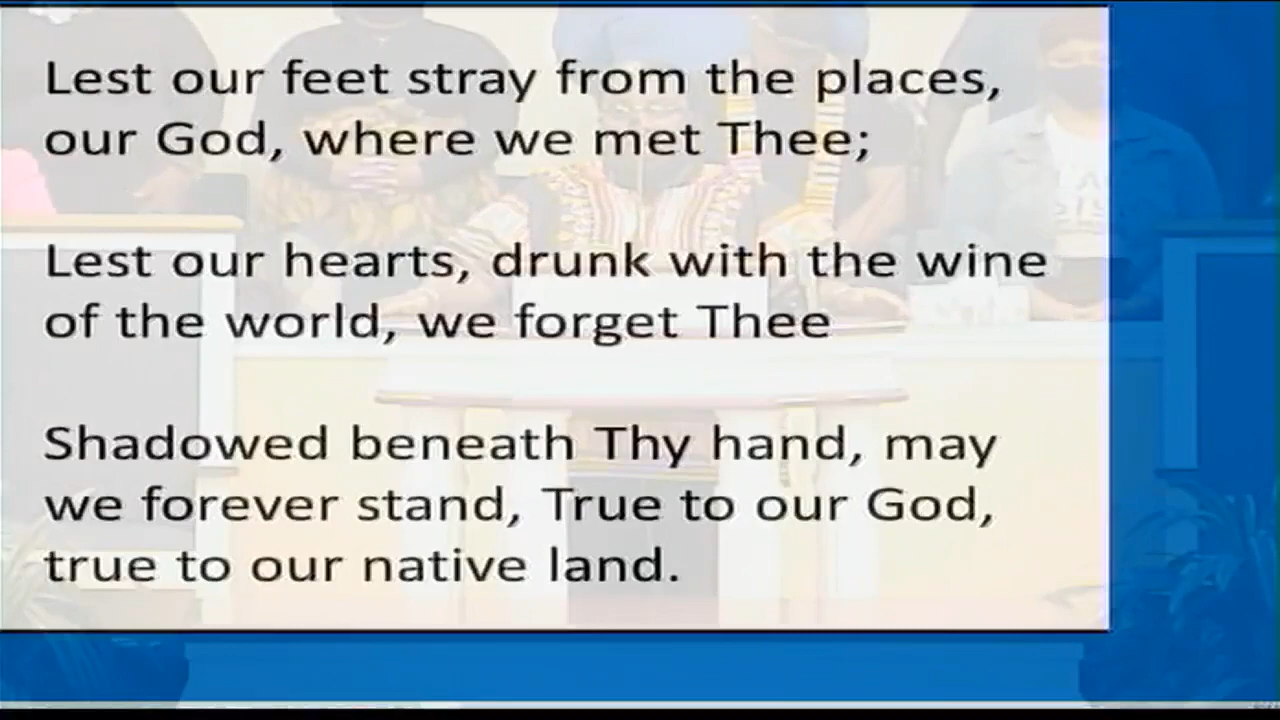 Lest our feet stray from the places,
our God, where we met Thee;
Lest our hearts, drunk with the wine
of the world, we forget Thee
Shadowed beneath Thy hand, may
we forever stand, True to our God,
true to our native land.